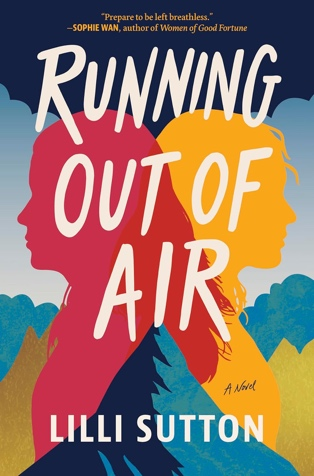 "Prepare to be left breathless."
—SOPHIE WAN, author of Women of Good Fortune
RUNNING
OUT OF
AIR
A Novel
LILLI SUTTON